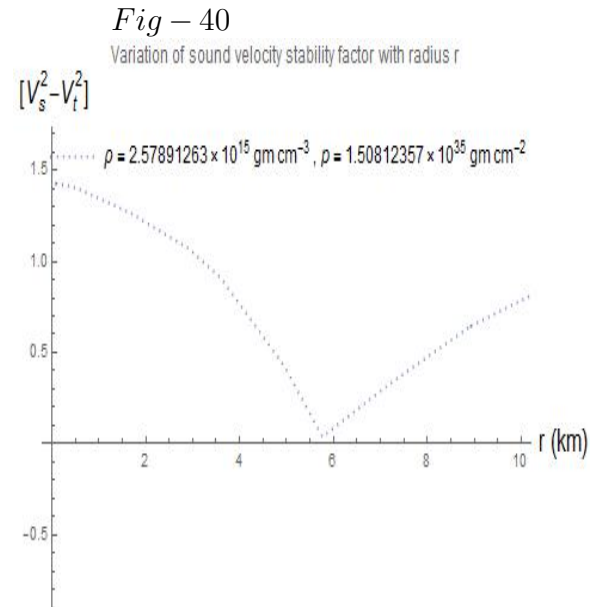 Fig − 40
Variation of sound velocity stability factor with radius r
[V_s^2−V_t^2]
ρ = 2.57891263 × 10^15 gm cm^−3 , p = 1.50812357 × 10^35 gm cm^−2
1.5
1.0
0.5
2 4 6 8 10 r (km)
−0.5